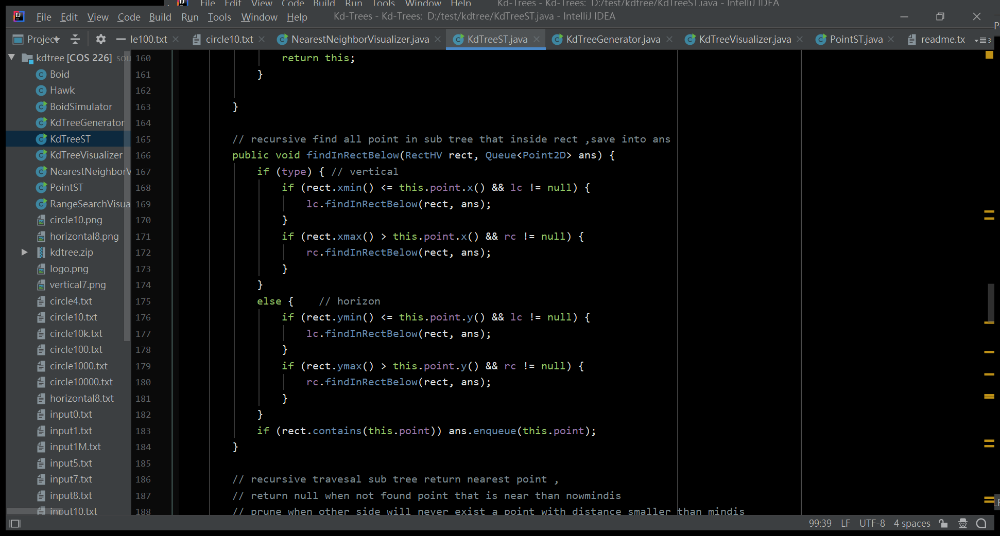 File Edit View Code Build Run Tools Window Help Kd-Trees - Kd-Trees: D:/test/kdtree/KdTreeST.java - IntelliJ IDEA
File Edit View Code Build Run Tools Window Help Kd-Trees - Kd-Trees: D:/test/kdtree/KdTreeST.java - IntelliJ IDEA
Project le100.txt circle10.txt NearestNeighborVisualizer.java KdTreeST.java KdTreeGenerator.java KdTreeVisualizer.java PointST.java readme.tx 3
kdtree [COS 226] sou
Boid
Hawk
BoidSimulator
KdTreeGenerator
KdTreeST
KdTreeVisualizer
NearestNeighborV
PointST
RangeSearchVisua
circle10.png
horizontal8.png
kdtree.zip
logo.png
vertical7.png
circle4.txt
circle10.txt
circle10k.txt
circle100.txt
circle1000.txt
circle10000.txt
horizontal8.txt
input0.txt
input1.txt
input1M.txt
input5.txt
input7.txt
input8.txt
input10.txt
160 return this;
161 }
162
163 }
164
165 // recursive find all point in sub tree that inside rect ,save into ans
166 public void findInRectBelow(RectHV rect, Queue<Point2D> ans) {
167 if (type) { // vertical
168 if (rect.xmin() <= this.point.x() && lc != null) {
169 lc.findInRectBelow(rect, ans);
170 }
171 if (rect.xmax() > this.point.x() && rc != null) {
172 rc.findInRectBelow(rect, ans);
173 }
174 }
175 else { // horizon
176 if (rect.ymin() <= this.point.y() && lc != null) {
177 lc.findInRectBelow(rect, ans);
178 }
179 if (rect.ymax() > this.point.y() && rc != null) {
180 rc.findInRectBelow(rect, ans);
181 }
182 }
183 if (rect.contains(this.point)) ans.enqueue(this.point);
184 }
185
186 // recursive travesal sub tree return nearest point ,
187 // return null when not found point that is near than nowmindis
188 // prune when other side will never exist a point with distance smaller than mindis
99:39 LF UTF-8 4 spaces